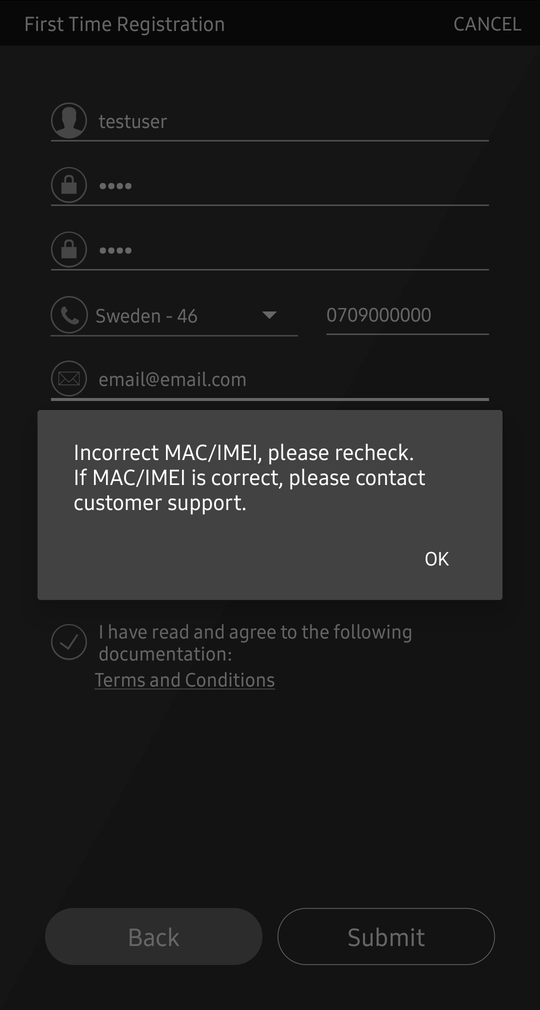 First Time Registration
CANCEL
testuser
••••
••••
Sweden - 46
0709000000
email@email.com
Incorrect MAC/IMEI, please recheck.
If MAC/IMEI is correct, please contact
customer support.
OK
I have read and agree to the following
documentation:
Terms and Conditions
Back
Submit